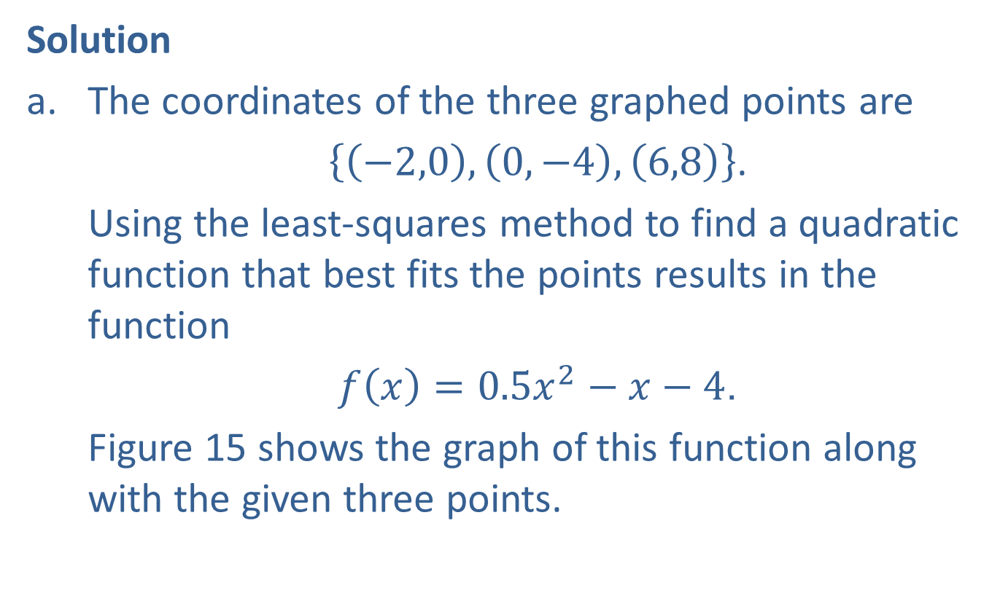 Solution
a. The coordinates of the three graphed points are
{(−2,0), (0, −4), (6,8)}.
Using the least-squares method to find a quadratic
function that best fits the points results in the
function
f(x) = 0.5x² − x − 4.
Figure 15 shows the graph of this function along
with the given three points.